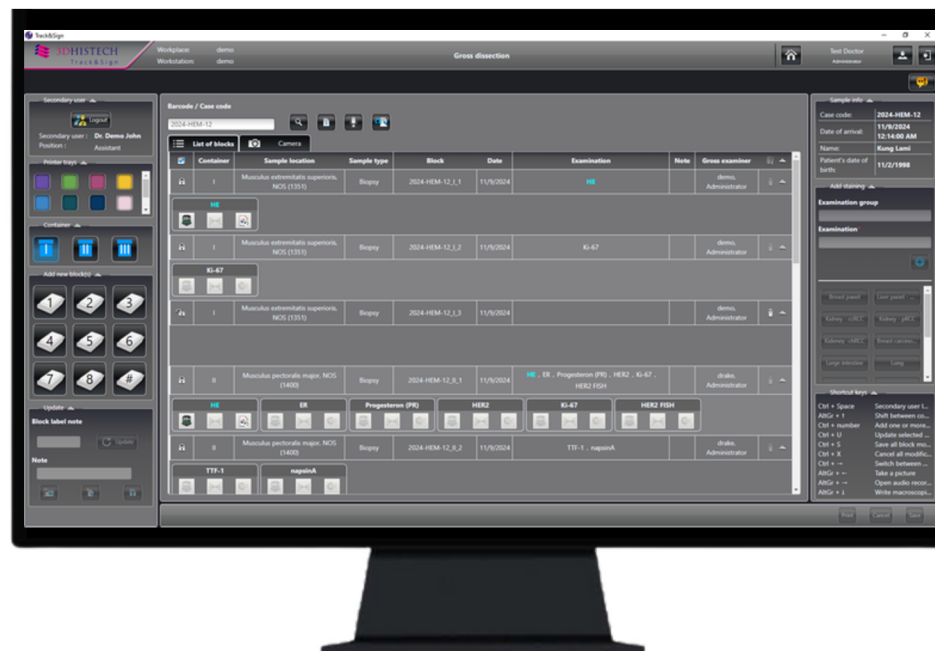 Track&Sign
3DHISTECH
Track&Sign
Workplace: demo
Workstation: demo
Gross dissection
Test Doctor
Administrator
Secondary user
Logout
Secondary user : Dr. Demo John
Position : Assistant
Printer trays
Container
I II III
Add new block(s)
1 2 3
4 5 6
7 8 #
Update
Block label note
Update
Note
Barcode / Case code
2024-HEM-12
List of blocks Camera
Container Sample location Sample type Block Date Examination Note Gross examiner
I Musculus extremitatis superioris, NOS (1351) Biopsy 2024-HEM-12_I_1 11/9/2024 HE demo, Administrator
HE
I Musculus extremitatis superioris, NOS (1351) Biopsy 2024-HEM-12_I_2 11/9/2024 Ki-67 demo, Administrator
Ki-67
I Musculus extremitatis superioris, NOS (1351) Biopsy 2024-HEM-12_I_3 11/9/2024 demo, Administrator
II Musculus pectoralis major, NOS (1400) Biopsy 2024-HEM-12_II_1 11/9/2024 HE , ER , Progesteron (PR) , HER2 , Ki-67 , HER2 FISH drake, Administrator
HE ER Progesteron (PR) HER2 Ki-67 HER2 FISH
II Musculus pectoralis major, NOS (1400) Biopsy 2024-HEM-12_II_2 11/9/2024 TTF-1 , napsinA drake, Administrator
TTF-1 napsinA
Sample info
Case code: 2024-HEM-12
Date of arrival: 11/9/2024 12:14:00 AM
Name: Kung Lami
Patient's date of birth: 11/2/1998
Add staining
Examination group
Examination
Breast panel Liver panel ...
Kidney - ccRCC Kidney - pRCC
Kidney - chRCC Breast carcino...
Large intestine Lung
Shortcut keys
Ctrl + Space Secondary user l...
AltGr + ↑ Shift between co...
Ctrl + number Add one or more...
Ctrl + U Update selected ...
Ctrl + S Save all block mo...
Ctrl + X Cancel all modific...
Ctrl + → Switch between ...
AltGr + ← Take a picture
AltGr + → Open audio recor...
AltGr + ↓ Write macroscopi...
Print Cancel Save